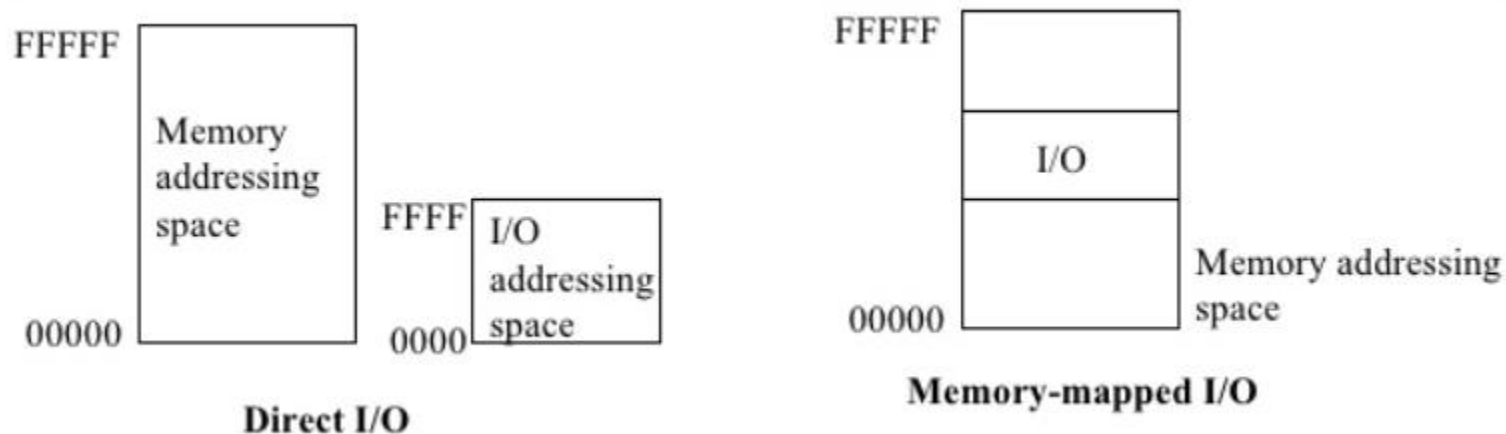 FFFFF
Memory
addressing
space
00000
FFFF
I/O
addressing
space
0000
Direct I/O
FFFFF
I/O
00000
Memory addressing
space
Memory-mapped I/O